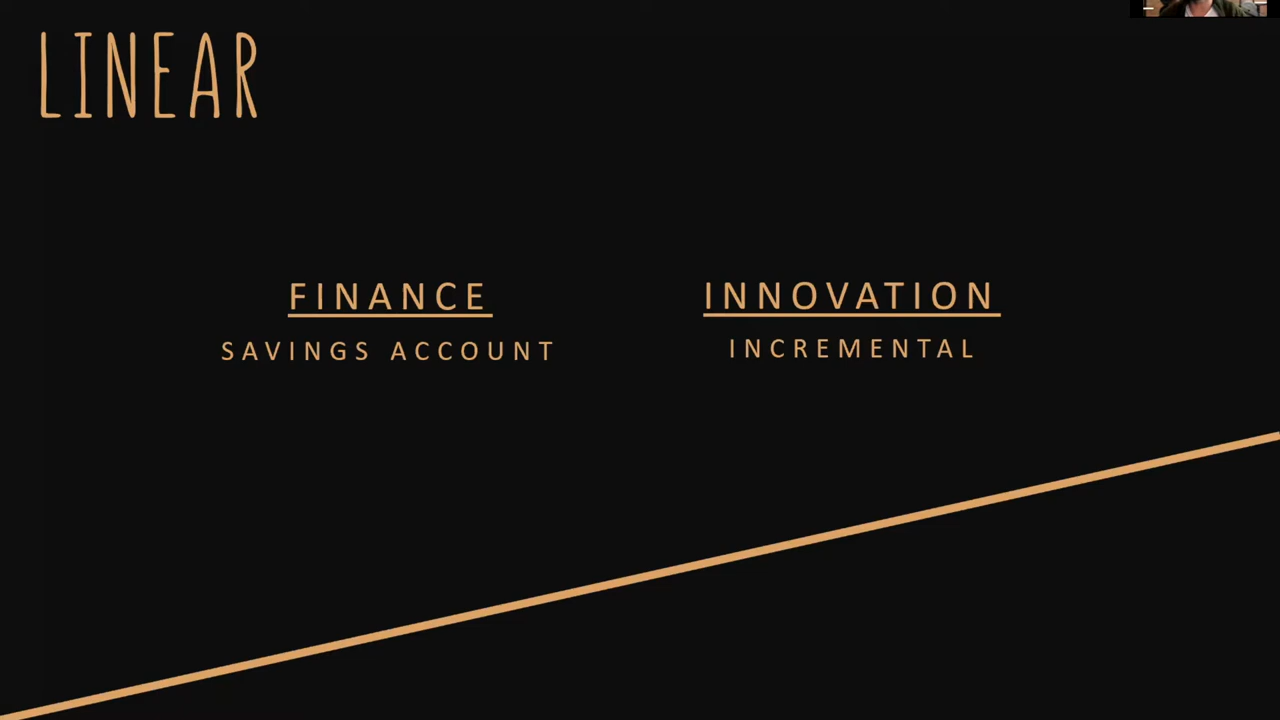 LINEAR
FINANCE
SAVINGS ACCOUNT
INNOVATION
INCREMENTAL